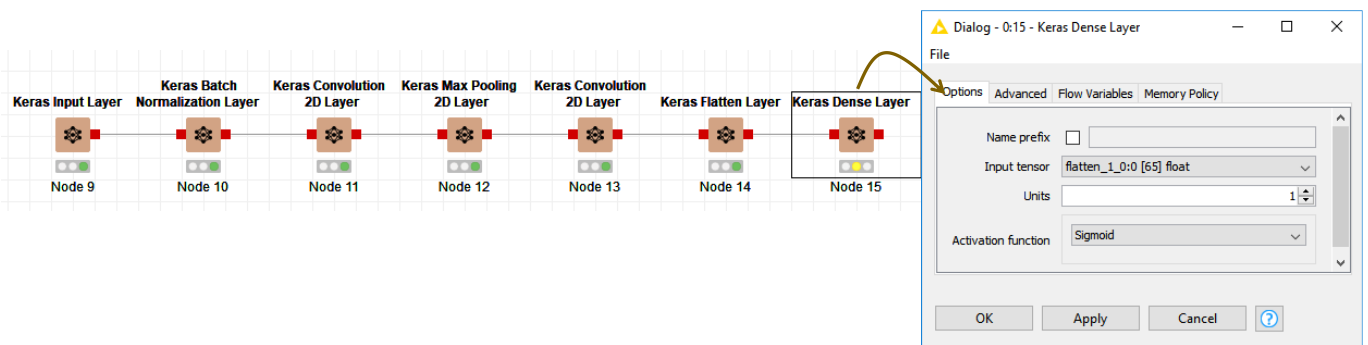 Dialog - 0:15 - Keras Dense Layer
File
Options Advanced Flow Variables Memory Policy
Name prefix
Input tensor flatten_1_0:0 [65] float
Units 1
Activation function Sigmoid
OK Apply Cancel ?
Keras Batch Keras Convolution Keras Max Pooling Keras Convolution
Keras Input Layer Normalization Layer 2D Layer 2D Layer 2D Layer Keras Flatten Layer Keras Dense Layer
Node 9 Node 10 Node 11 Node 12 Node 13 Node 14 Node 15